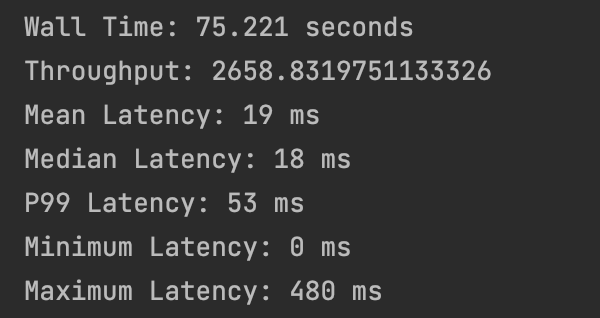 Wall Time: 75.221 seconds
Throughput: 2658.8319751133326
Mean Latency: 19 ms
Median Latency: 18 ms
P99 Latency: 53 ms
Minimum Latency: 0 ms
Maximum Latency: 480 ms